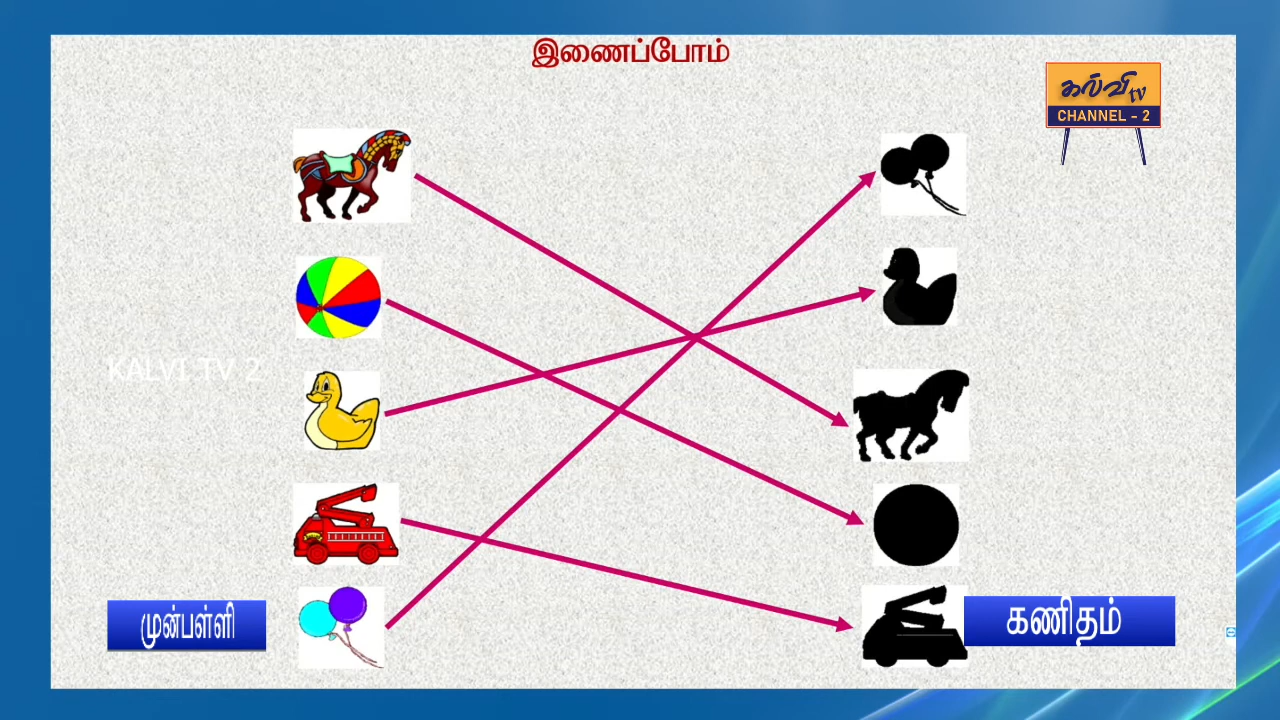 இணைப்போம்
கல்வி tv
CHANNEL - 2
KALVI TV 2
முன்பள்ளி
கணிதம்